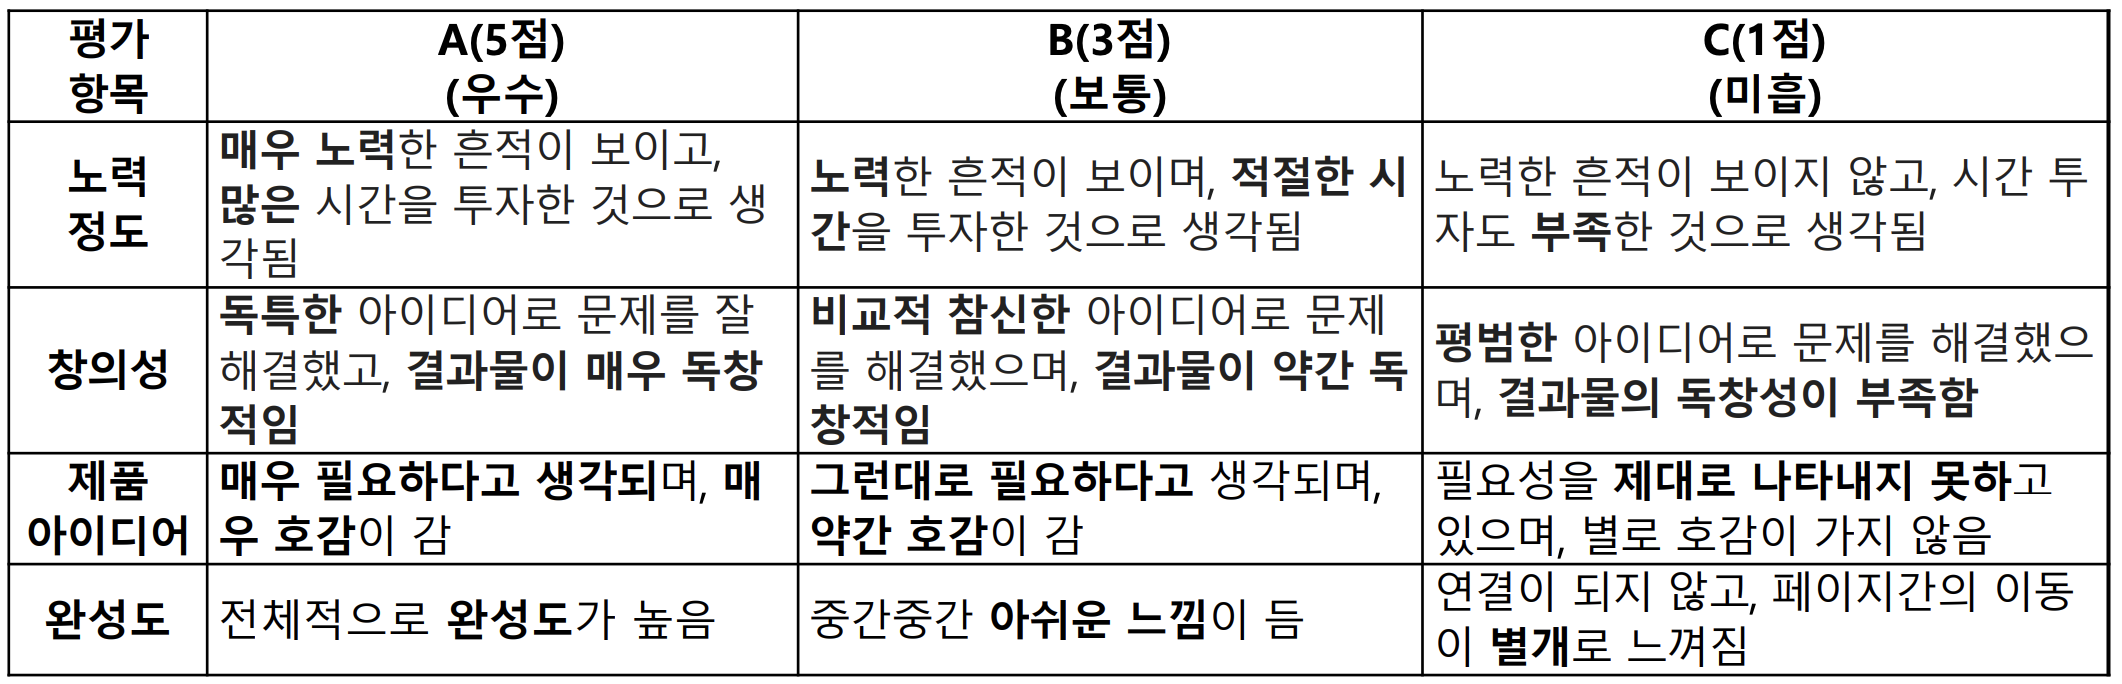 평가
항목
A(5점)
(우수)
B(3점)
(보통)
C(1점)
(미흡)
노력
정도
매우 노력한 흔적이 보이고,
많은 시간을 투자한 것으로 생
각됨
노력한 흔적이 보이며, 적절한 시
간을 투자한 것으로 생각됨
노력한 흔적이 보이지 않고, 시간 투
자도 부족한 것으로 생각됨
창의성
독특한 아이디어로 문제를 잘
해결했고, 결과물이 매우 독창
적임
비교적 참신한 아이디어로 문제
를 해결했으며, 결과물이 약간 독
창적임
평범한 아이디어로 문제를 해결했으
며, 결과물의 독창성이 부족함
제품
아이디어
매우 필요하다고 생각되며, 매
우 호감이 감
그런대로 필요하다고 생각되며,
약간 호감이 감
필요성을 제대로 나타내지 못하고
있으며, 별로 호감이 가지 않음
완성도
전체적으로 완성도가 높음
중간중간 아쉬운 느낌이 듬
연결이 되지 않고, 페이지간의 이동
이 별개로 느껴짐